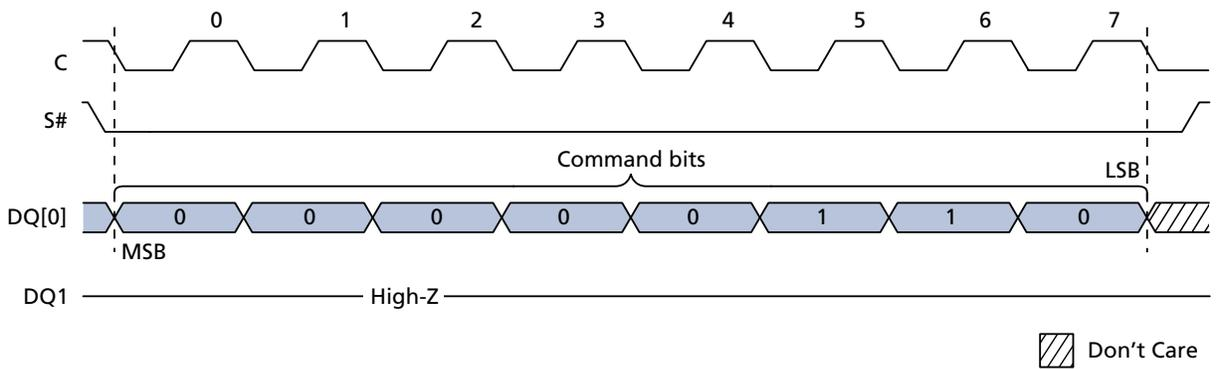 0 1 2 3 4 5 6 7
C
S#
Command bits
LSB
DQ[0] 0 0 0 0 0 1 1 0
MSB
DQ1 High-Z
Don't Care